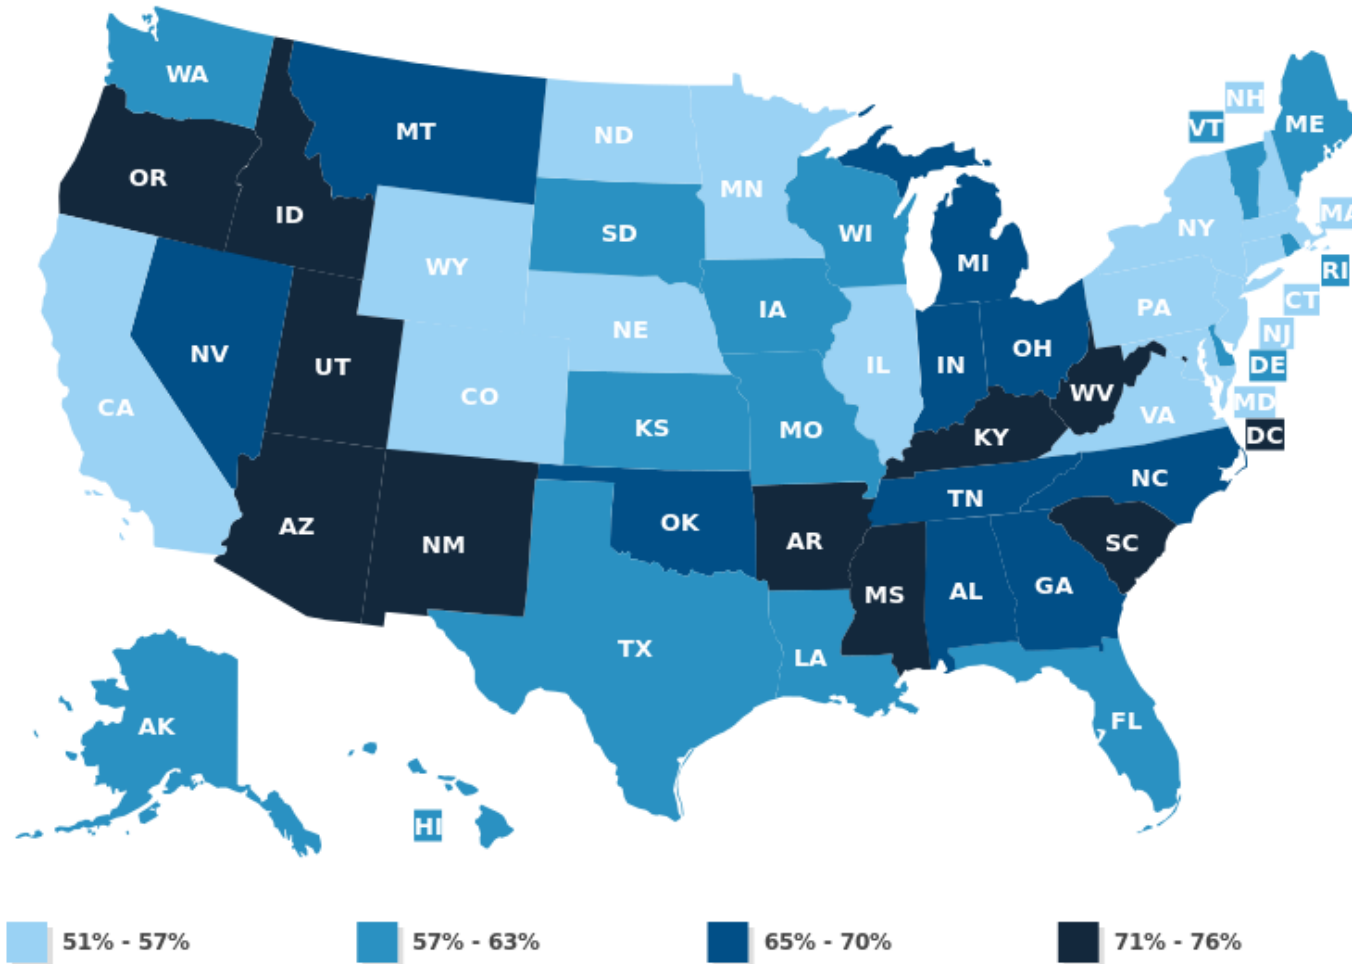 WA
NH
VT
ME
MT
ND
OR
MN
ID
SD
WI
NY
MA
WY
MI
RI
NE
IA
PA
CT
NV
UT
CO
IL
IN
OH
NJ
DE
CA
KS
MO
KY
WV
VA
MD
DC
TN
NC
AZ
NM
OK
AR
SC
MS
AL
GA
TX
LA
AK
FL
HI
51% - 57%
57% - 63%
65% - 70%
71% - 76%